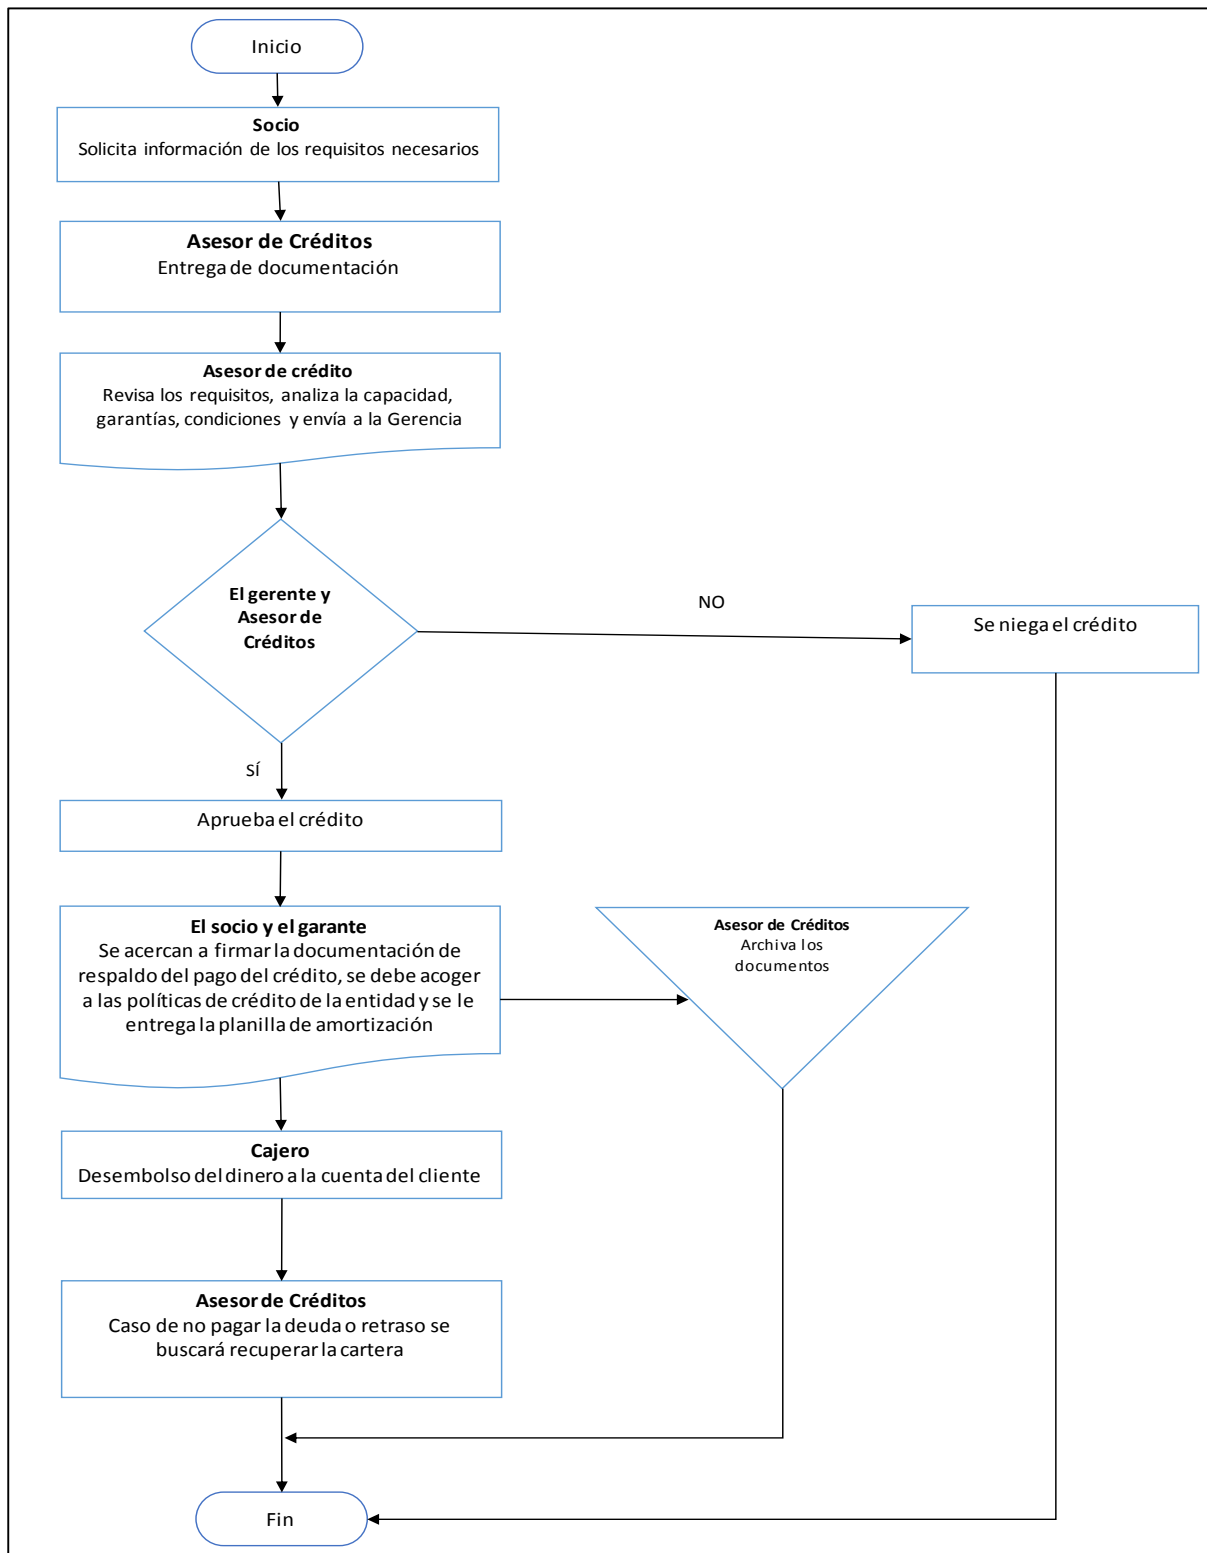 Inicio
Socio
Solicita información de los requisitos necesarios
Asesor de Créditos
Entrega de documentación
Asesor de crédito
Revisa los requisitos, analiza la capacidad,
garantías, condiciones y envía a la Gerencia
El gerente y
Asesor de
Créditos
NO
Se niega el crédito
SÍ
Aprueba el crédito
El socio y el garante
Se acercan a firmar la documentación de
respaldo del pago del crédito, se debe acoger
a las políticas de crédito de la entidad y se le
entrega la planilla de amortización
Asesor de Créditos
Archiva los
documentos
Cajero
Desembolso del dinero a la cuenta del cliente
Asesor de Créditos
Caso de no pagar la deuda o retraso se
buscará recuperar la cartera
Fin